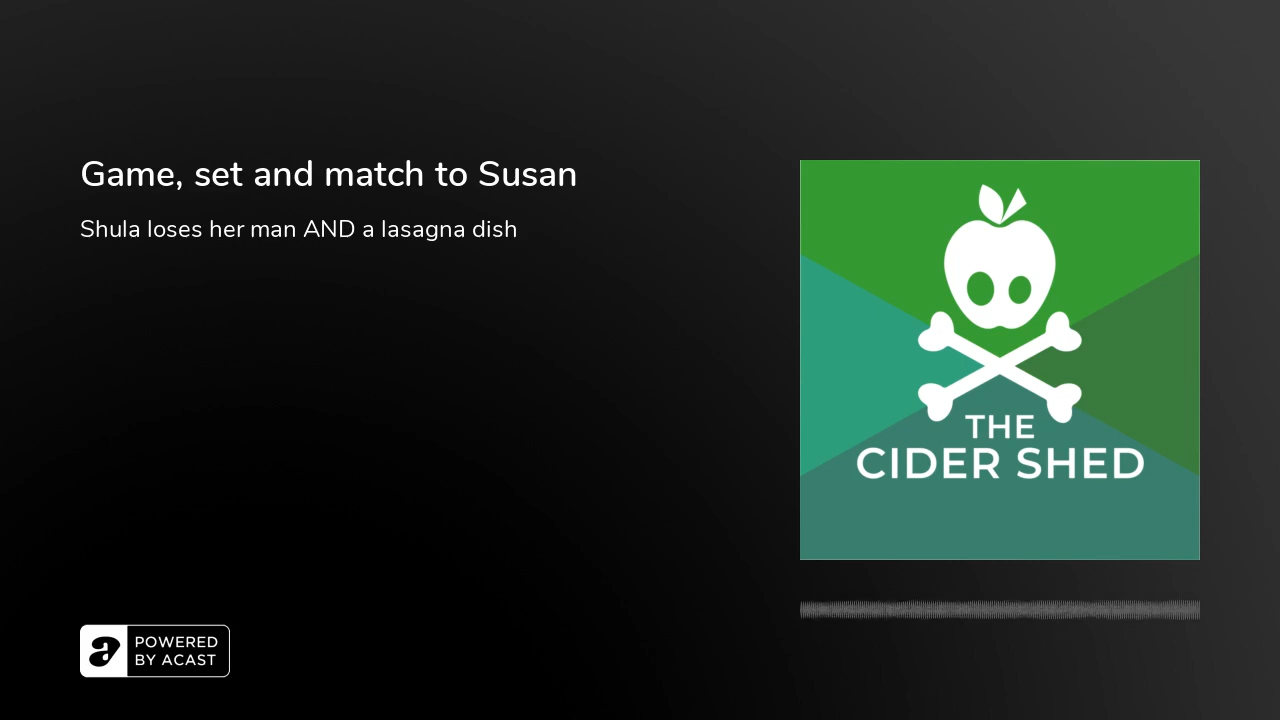 Game, set and match to Susan
Shula loses her man AND a lasagna dish
THE
CIDER SHED
a POWERED
BY ACAST